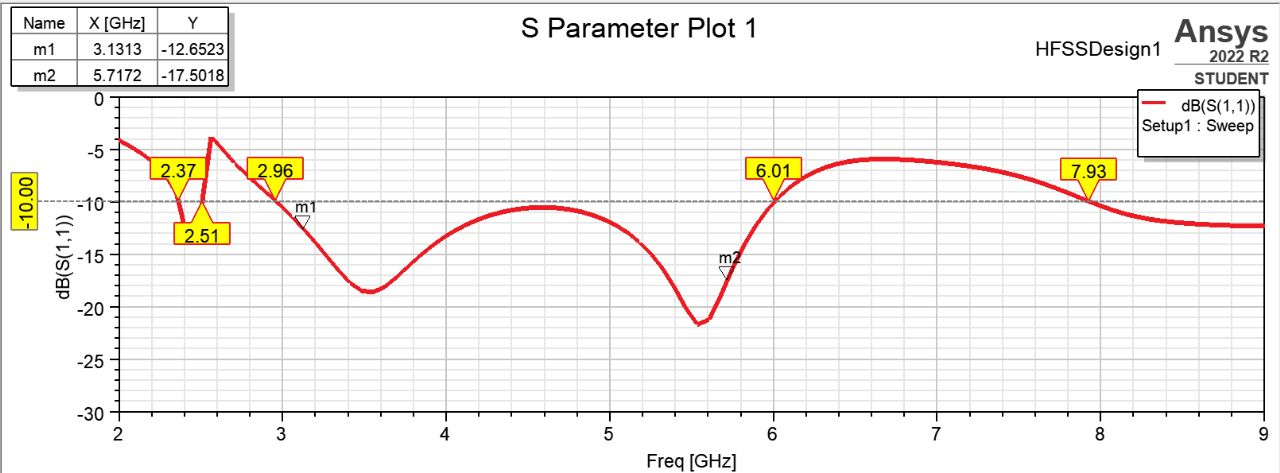 Name X [GHz] Y
m1 3.1313 -12.6523
m2 5.7172 -17.5018
S Parameter Plot 1
HFSSDesign1
Ansys
2022 R2
STUDENT
dB(S(1,1))
Setup1 : Sweep
0
-5
-10
-15
-20
-25
-30
-10.00
dB(S(1,1))
2.37
2.51
2.96
6.01
7.93
m1
m2
2 3 4 5 6 7 8 9
Freq [GHz]